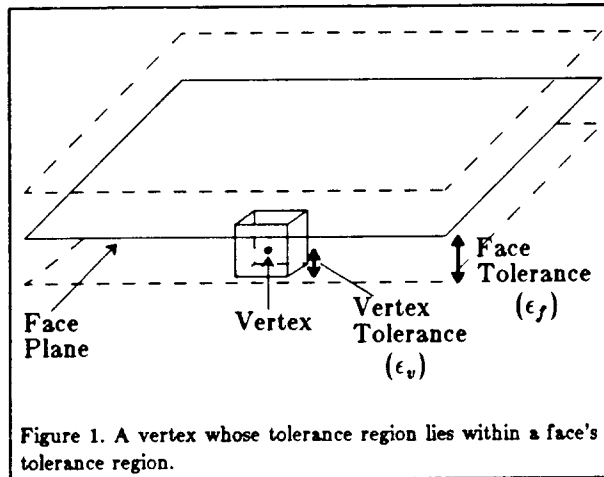 Face
Plane
Vertex
Vertex
Tolerance
(ϵ_v)
Face
Tolerance
(ϵ_f)
Figure 1. A vertex whose tolerance region lies within a face's
tolerance region.